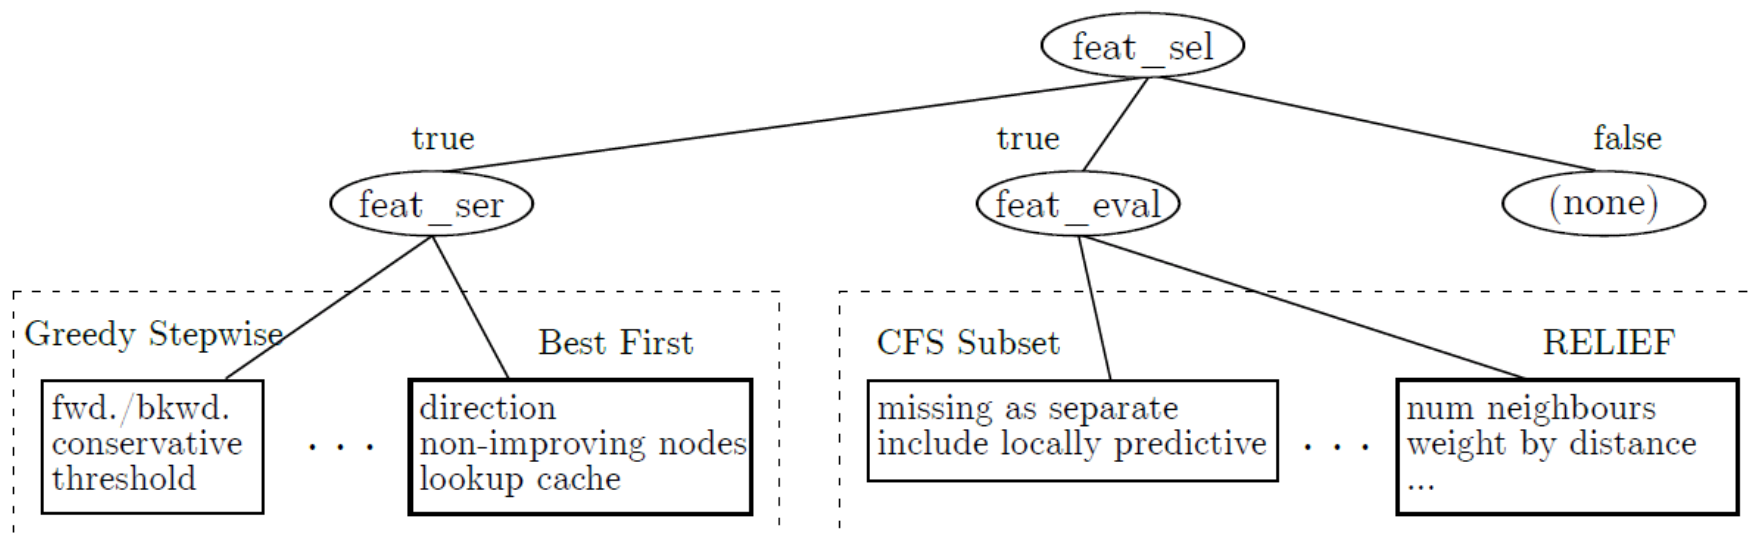 feat_sel
true
true
false
feat_ser
feat_eval
(none)
Greedy Stepwise
Best First
CFS Subset
RELIEF
fwd./bkwd.
conservative
threshold
. . .
direction
non-improving nodes
lookup cache
missing as separate
include locally predictive
. . .
num neighbours
weight by distance
...